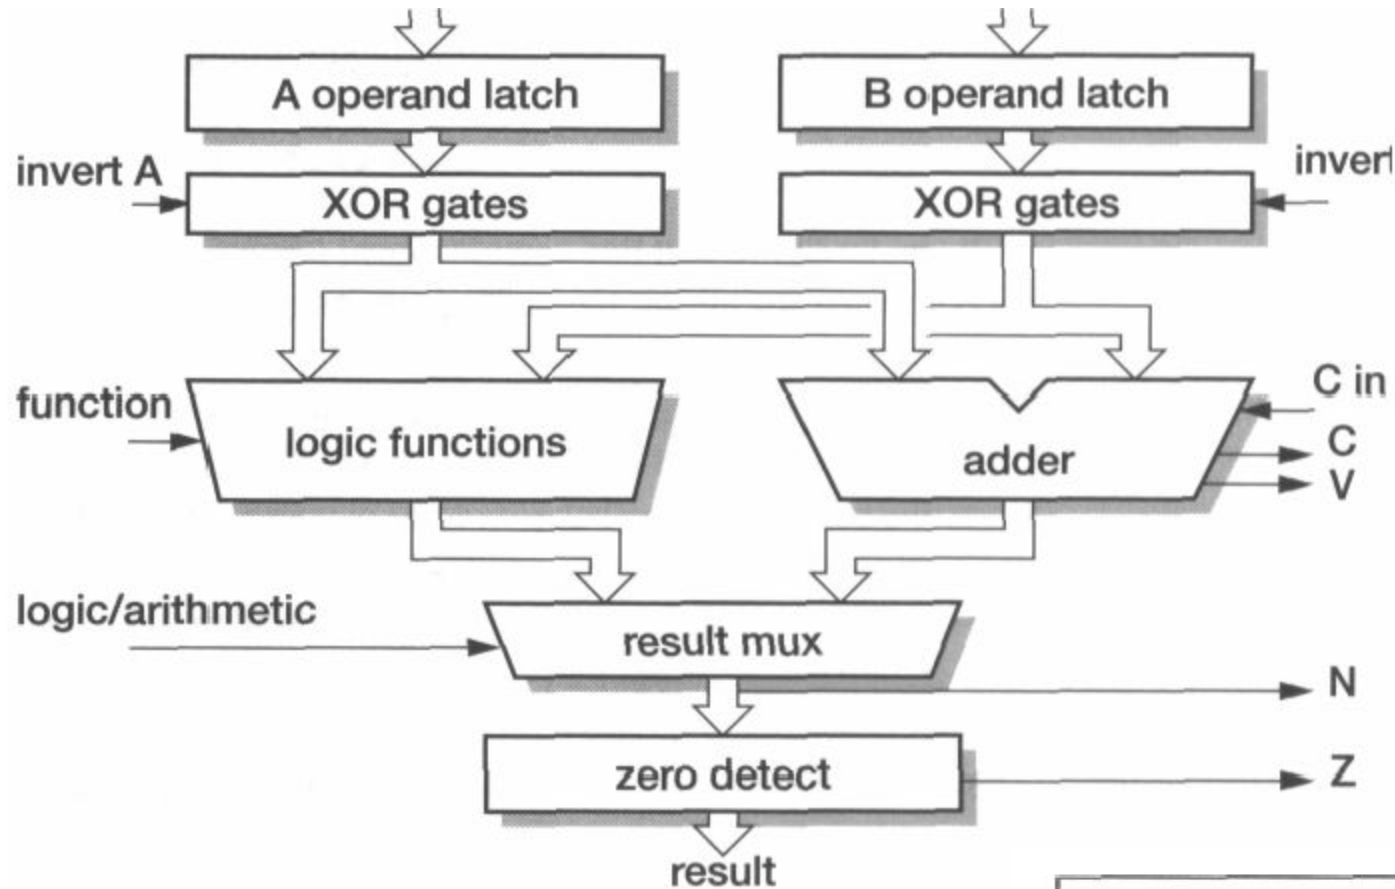 A operand latch
B operand latch
invert A
invert
XOR gates
XOR gates
function
C in
logic functions
adder
C
V
logic/arithmetic
result mux
N
zero detect
Z
result